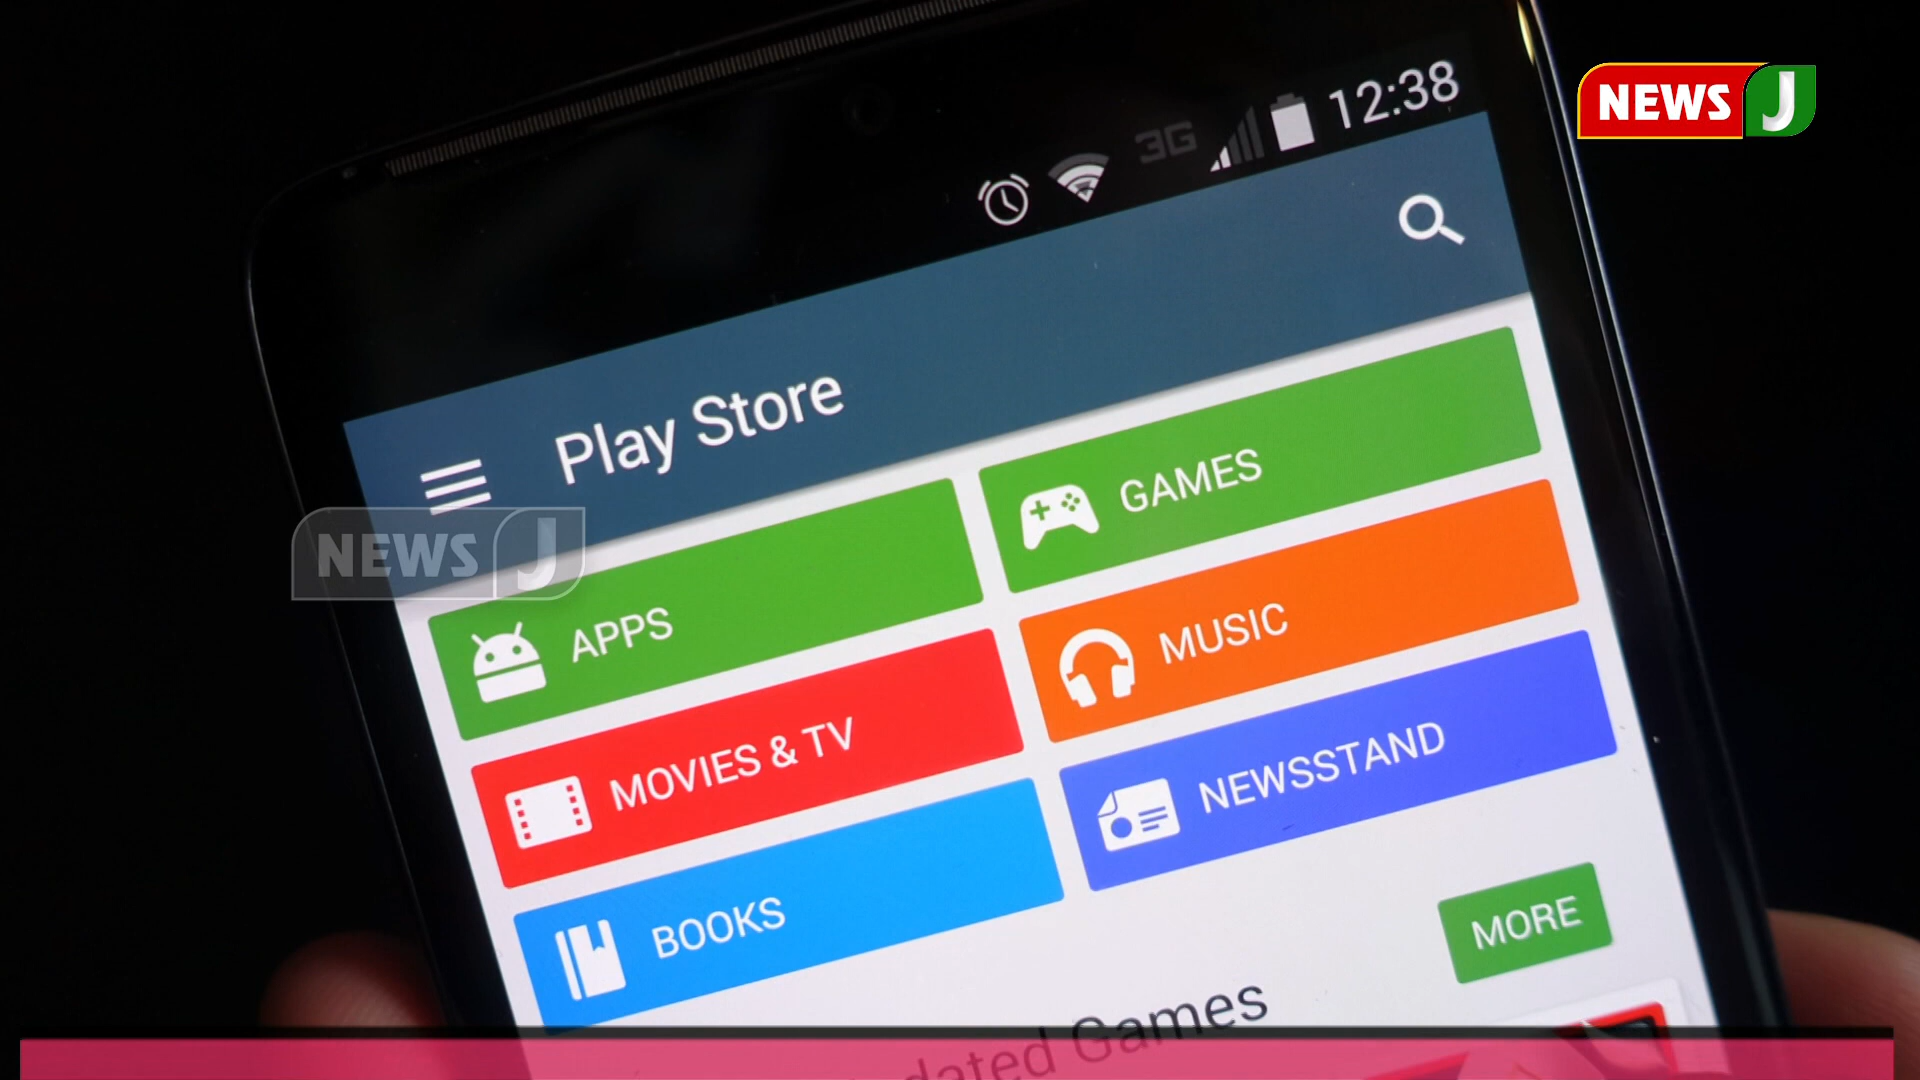 NEWS J
3G 12:38
Play Store
NEWS J
APPS
GAMES
MOVIES & TV
MUSIC
BOOKS
NEWSSTAND
MORE
Games